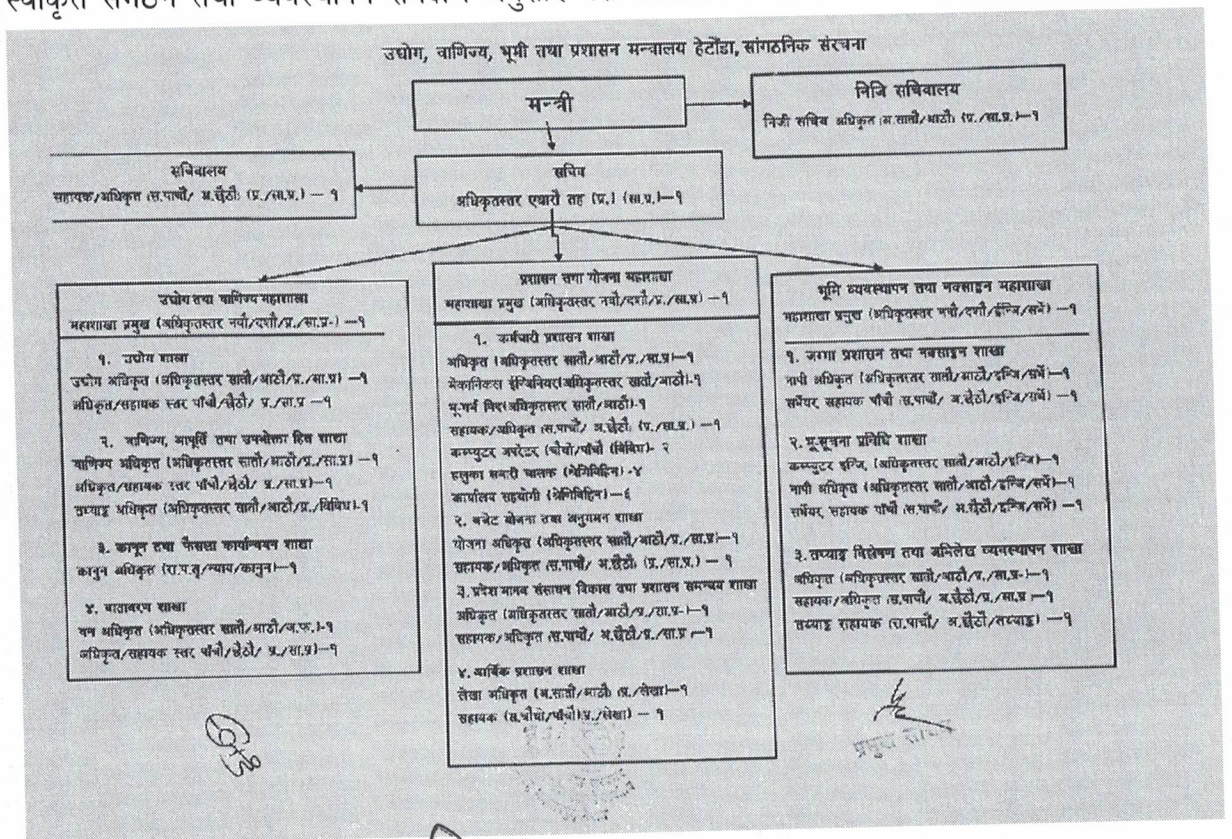 स्वीकृत संगठन तथा व्यवस्थापन
उद्योग, वाणिज्य, भूमी तथा प्रशासन मन्त्रालय हेटौंडा, सांगठनिक संरचना
मन्त्री
निजि सचिवालय
निजी सचिव अधिकृत (अ.सातौ/आठौ) (प्र./सा.प्र.)—१
सचिवालय
सहायक/अधिकृत (स.पाचौ/ अ.छैठौ) (प्र./सा.प्र.) — १
सचिव
अधिकृतस्तर एघारौ तह (प्र.) (सा.प्र.)—१
उद्योग तथा वाणिज्य महाशाखा
महाशाखा प्रमुख (अधिकृतस्तर नवौ/दशौ/प्र./सा.प्र-) —१
१. उद्योग शाखा
उद्योग अधिकृत (अधिकृतस्तर सातौ/आठौ/प्र./सा.प्र)—१
अधिकृत/सहायक स्तर पाँचौ/छैठौ/ प्र./सा.प्र —१
२. वाणिज्य, आपूर्ति तथा उपभोक्ता हित शाखा
वाणिज्य अधिकृत (अधिकृतस्तर सातौ/आठौ/प्र./सा.प्र) —१
अधिकृत/सहायक स्तर पाँचौ/छैठौ/ प्र./सा.प्र)—१
तथ्याङ्क अधिकृत (अधिकृतस्तर सातौ/आठौ/प्र./विविध)-१
३. कानून तथा फैसला कार्यान्वयन शाखा
कानुन अधिकृत (रा.प.तृ/न्याय/कानुन)—१
४. वातावरण शाखा
वन अधिकृत (अधिकृतस्तर सातौ/आठौ/ज.फ.)-१
अधिकृत/सहायक स्तर पाँचौ/छैठौ/ प्र./सा.प्र)—१
प्रशासन तथा योजना महाशाखा
महाशाखा प्रमुख (अधिकृतस्तर नवौ/दशौ/प्र./सा.प्र) —१
१. कर्मचारी प्रशासन शाखा
अधिकृत (अधिकृतस्तर सातौ/आठौ/प्र./सा.प्र)—१
मेकानिकल ईन्जिनियर(अधिकृतस्तर सातौ/आठौ)-१
भू-गर्भ विद(अधिकृतस्तर सातौ/आठौ)-१
सहायक/अधिकृत (स.पाचौ/ अ.छैठौ) (प्र./सा.प्र.) —१
कम्प्युटर अपरेटर (चौथो/पाँचौ (विविध)- २
हलुका सवारी चालक (श्रेणिविहिन) -४
कार्यालय सहयोगी (श्रेणिविहिन)—६
२. बजेट योजना तथा अनुगमन शाखा
योजना अधिकृत (अधिकृतस्तर सातौ/आठौ/प्र./सा.प्र)—१
सहायक/अधिकृत (स.पाचौ/ अ.छैठौ) (प्र./सा.प्र.) — १
३. प्रदेश मानव संसाधन विकास तथा प्रशासन समन्वय शाखा
अधिकृत (अधिकृतस्तर सातौ/आठौ/प्र./सा.प्र-)—१
सहायक/अधिकृत (स.पाचौ/ अ.छैठौ/प्र./सा.प्र )—१
४. आर्थिक प्रशासन शाखा
लेखा अधिकृत (अ.सातौ/आठौ) (प्र./लेखा)—१
सहायक (स.चौथो/पाँचौ)(प्र./लेखा) — १
भूमि व्यवस्थापन तथा नक्साङ्कन महाशाखा
महाशाखा प्रमुख (अधिकृतस्तर नवौ/दशौ/ईन्जि/सर्भे) —१
१. जग्गा प्रशासन तथा नक्साङ्कन शाखा
नापी अधिकृत (अधिकृतस्तर सातौ/आठौ/इन्जि/सर्भे)—१
सर्भेयर, सहायक पाँचौ (स.पाचौ/ अ.छैठौ/इन्जि/सर्भे) —१
२. भू-सूचना प्रविधि शाखा
कम्प्युटर इन्जि, (अधिकृतस्तर सातौ/आठौ/इन्जि)—१
नापी अधिकृत (अधिकृतस्तर सातौ/आठौ/इन्जि/सर्भे)—१
सर्भेयर, सहायक पाँचौ (स.पाचौ/ अ.छैठौ/इन्जि/सर्भे) —१
३. तथ्याङ्क विश्लेषण तथा अभिलेख व्यवस्थापन शाखा
अधिकृत (अधिकृतस्तर सातौ/आठौ/प्र./सा.प्र-)—१
सहायक/अधिकृत (स.पाचौ/ अ.छैठौ/प्र./सा.प्र )—१
तथ्याङ्क सहायक (स.पाचौ/ अ.छैठौ/तथ्याङ्क) —१
प्रमुख